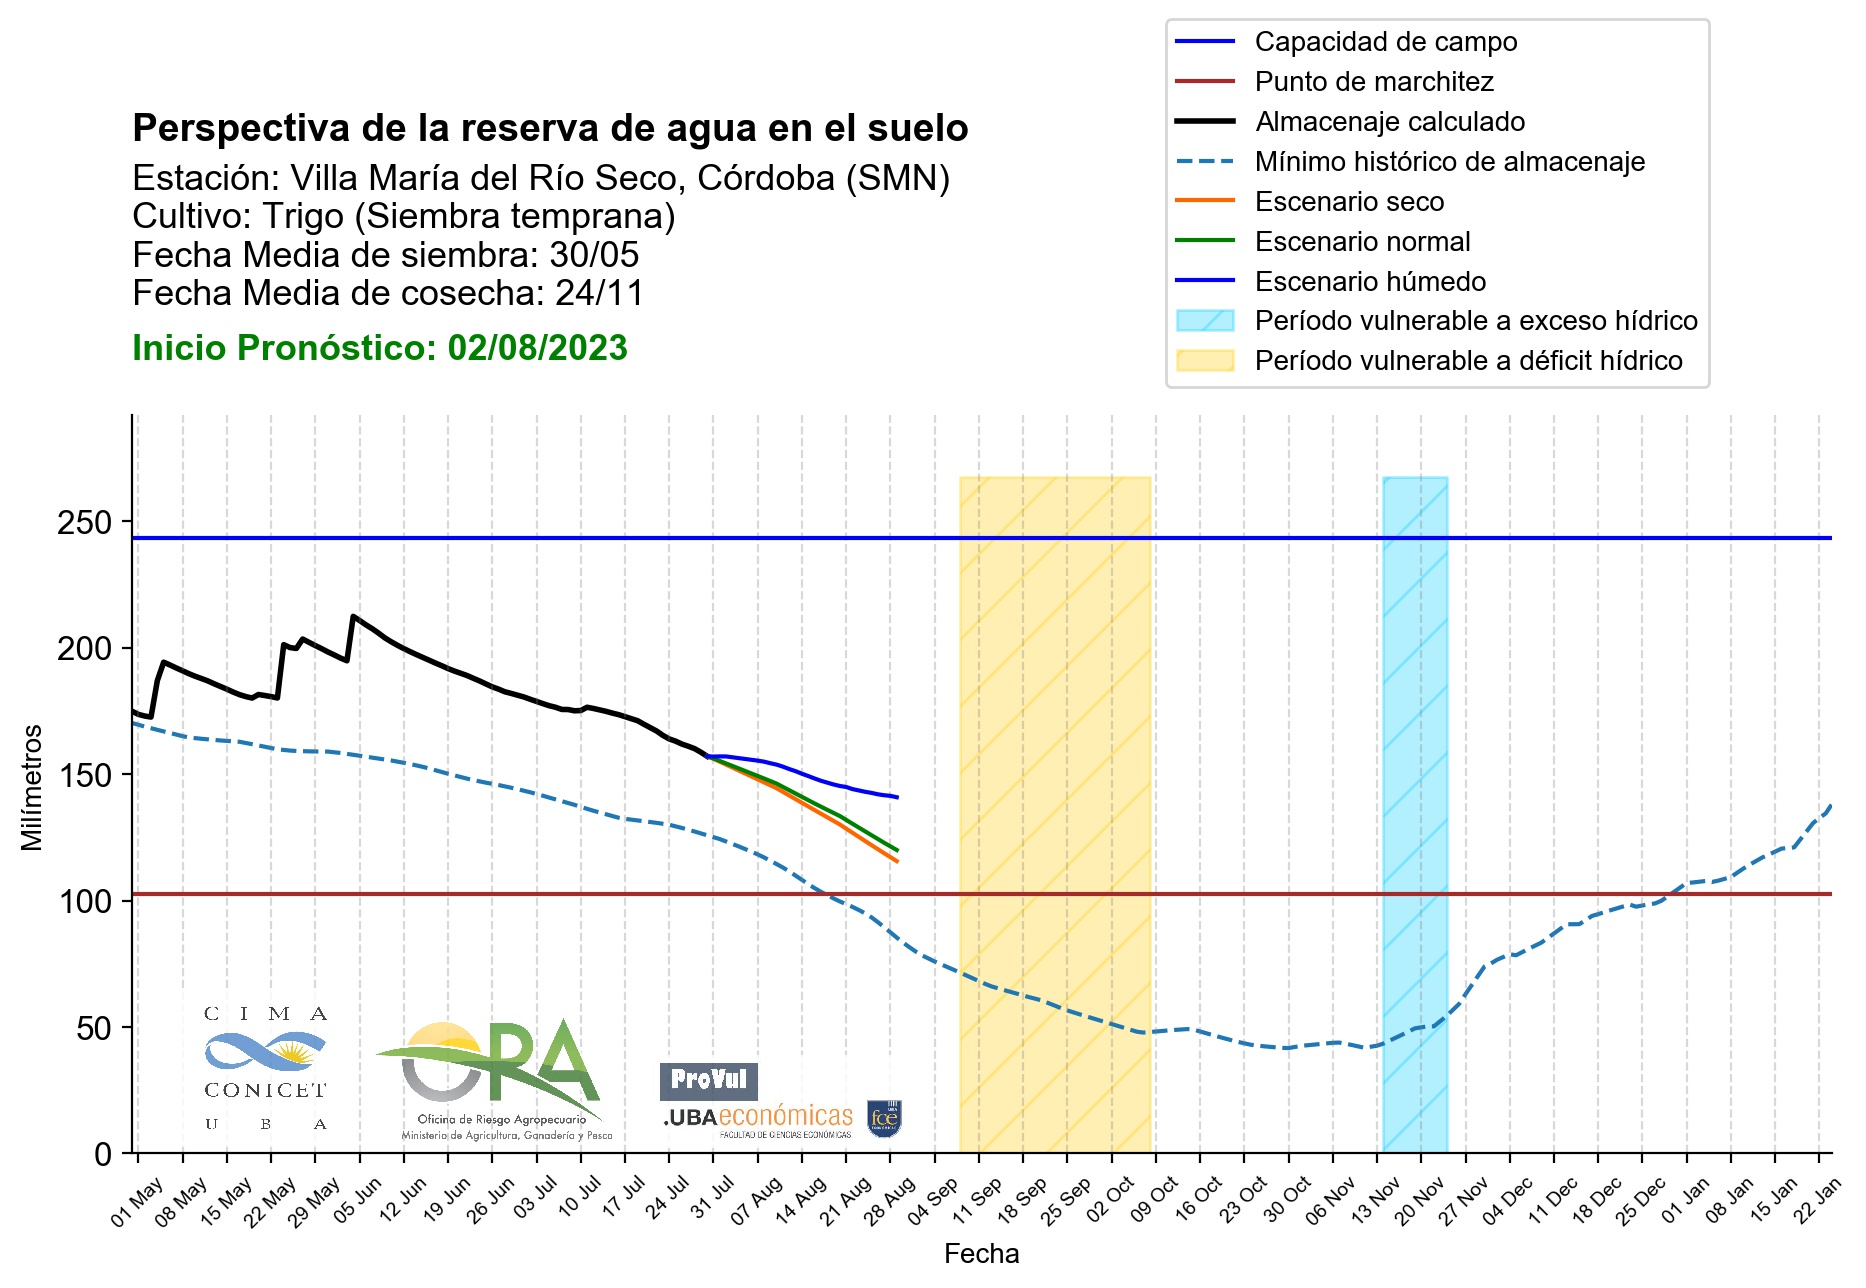 Capacidad de campo
Punto de marchitez
Almacenaje calculado
Mínimo histórico de almacenaje
Escenario seco
Escenario normal
Escenario húmedo
Período vulnerable a exceso hídrico
Período vulnerable a déficit hídrico
Perspectiva de la reserva de agua en el suelo
Estación: Villa María del Río Seco, Córdoba (SMN)
Cultivo: Trigo (Siembra temprana)
Fecha Media de siembra: 30/05
Fecha Media de cosecha: 24/11
Inicio Pronóstico: 02/08/2023
250
200
150
100
50
0
Milímetros
C I M A
CONICET
U B A
ORA
Oficina de Riesgo Agropecuario
Ministerio de Agricultura, Ganadería y Pesca
ProVul
.UBAeconómicas
FACULTAD DE CIENCIAS ECONÓMICAS
fce
01 May
08 May
15 May
22 May
29 May
05 Jun
12 Jun
19 Jun
26 Jun
03 Jul
10 Jul
17 Jul
24 Jul
31 Jul
07 Aug
14 Aug
21 Aug
28 Aug
04 Sep
11 Sep
18 Sep
25 Sep
02 Oct
09 Oct
16 Oct
23 Oct
30 Oct
06 Nov
13 Nov
20 Nov
27 Nov
04 Dec
11 Dec
18 Dec
25 Dec
01 Jan
08 Jan
15 Jan
22 Jan
Fecha